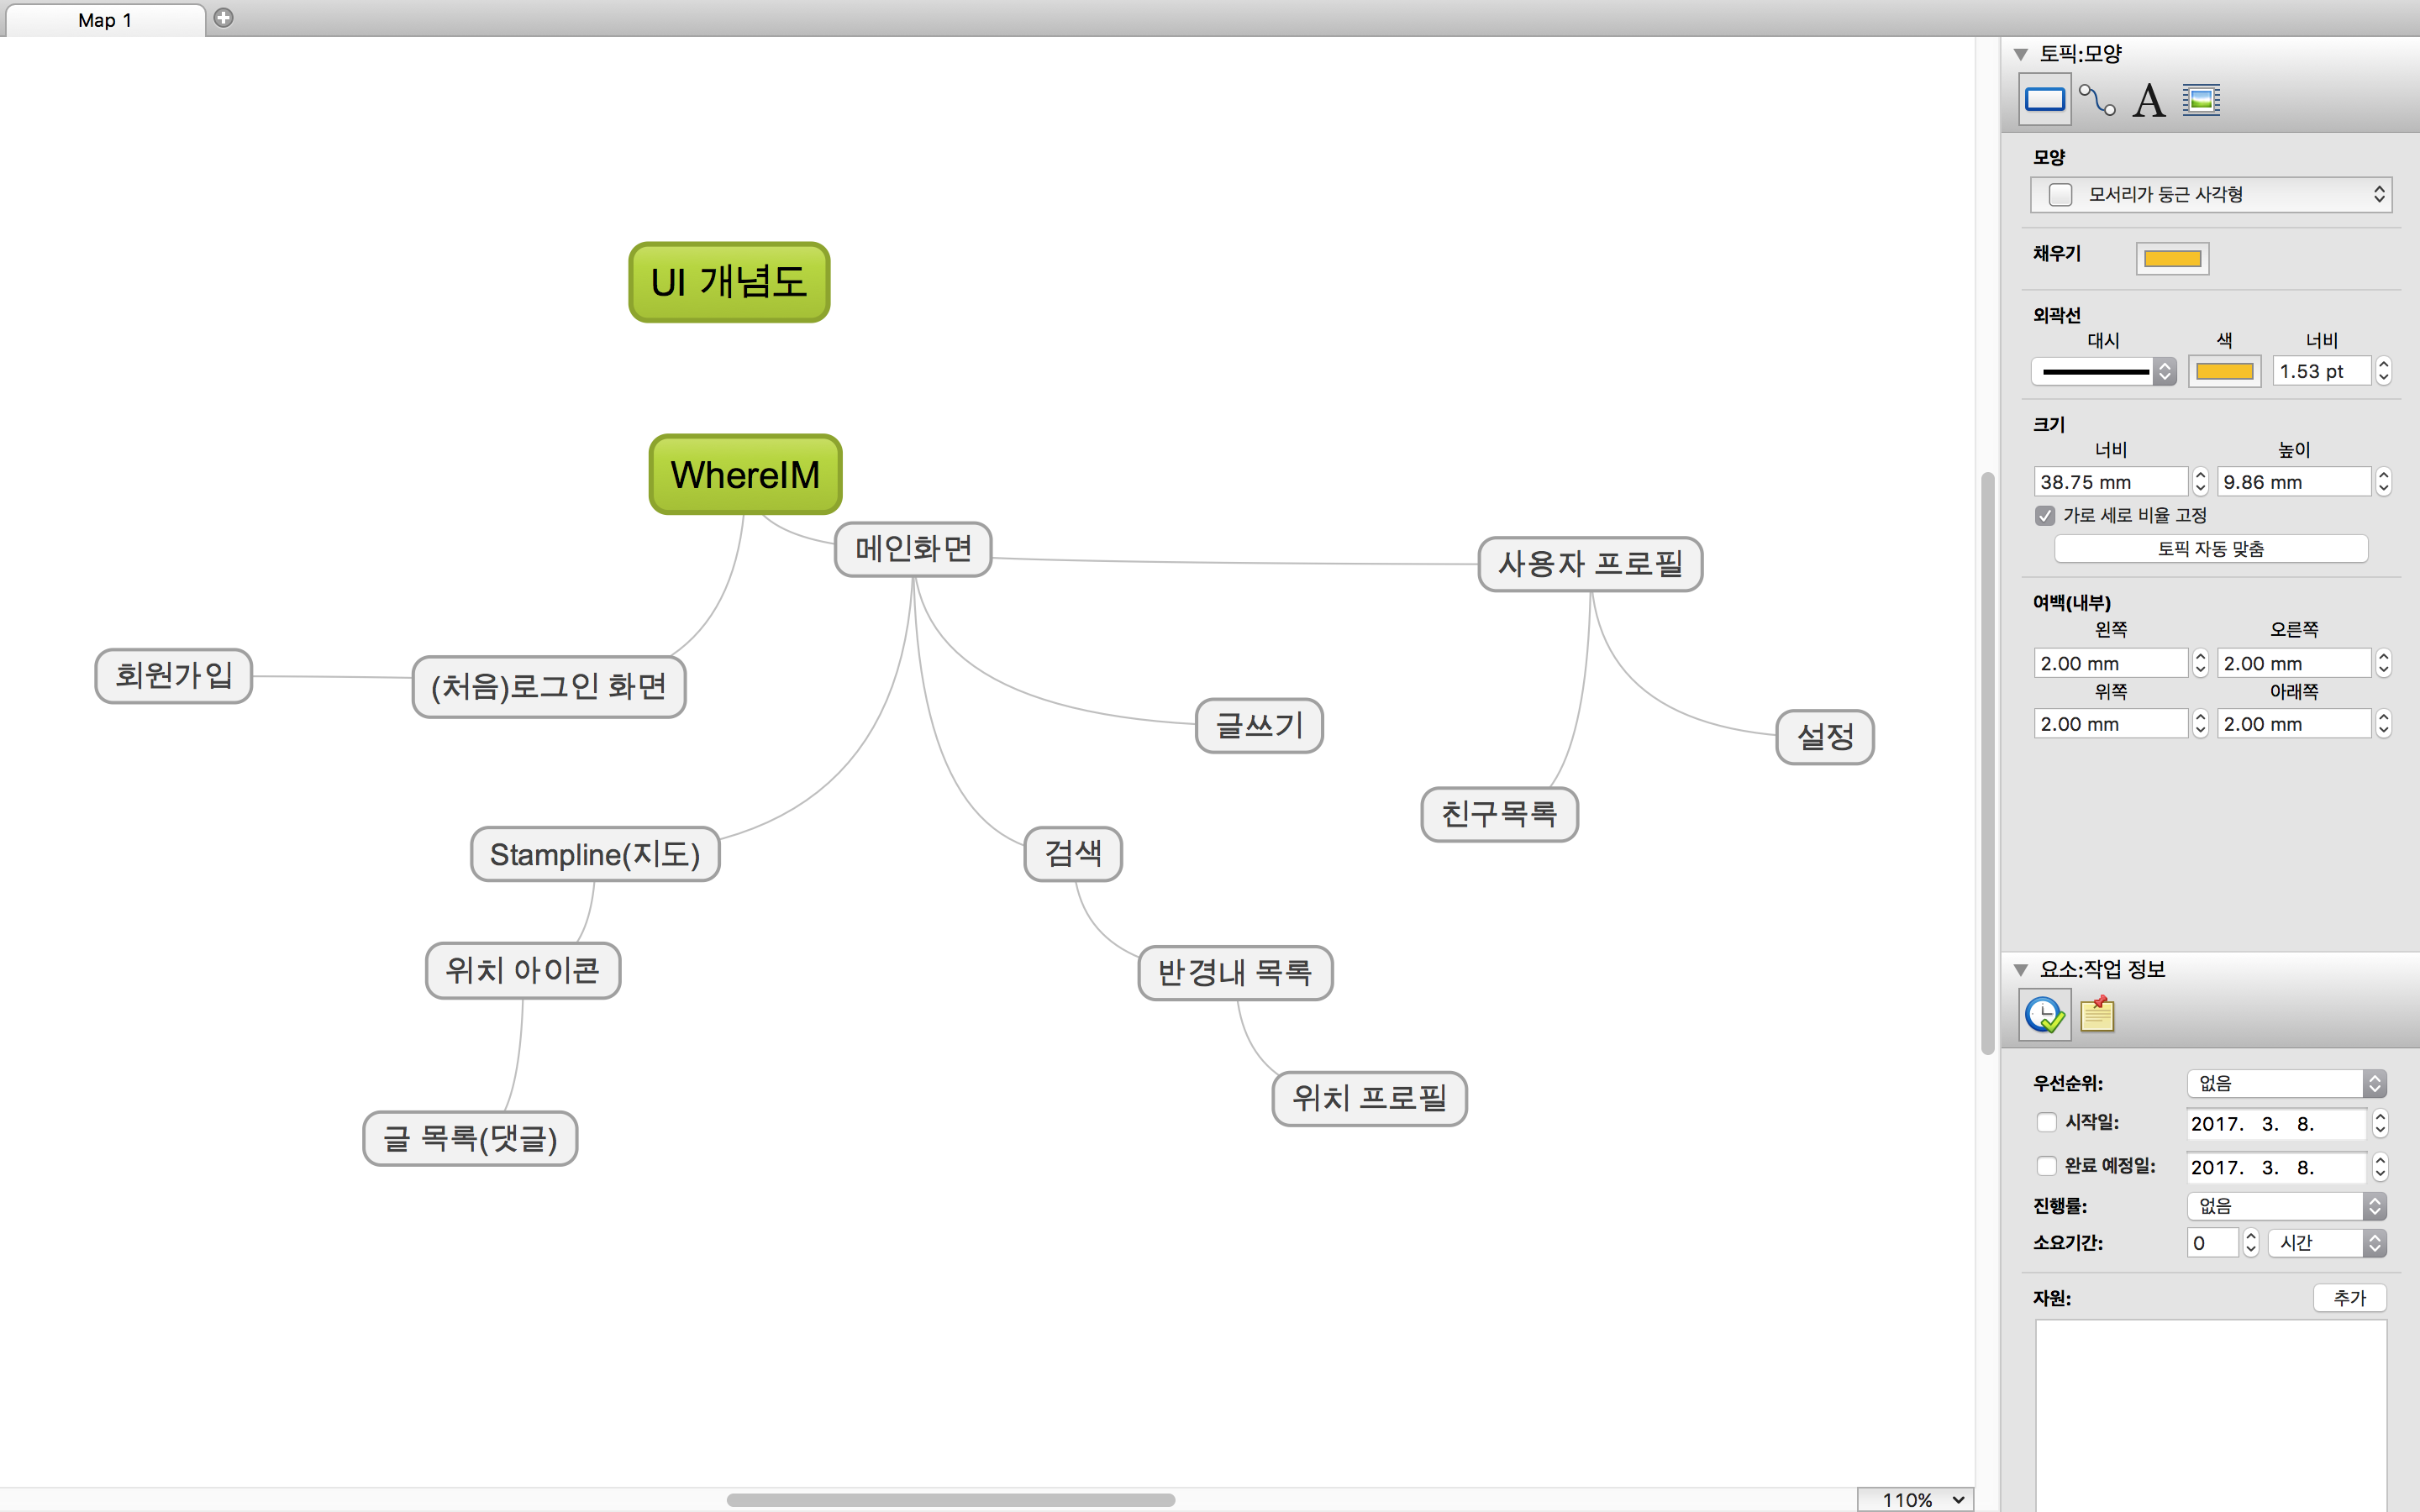 Map 1
UI 개념도
WhereIM
메인화면
사용자 프로필
회원가입
(처음)로그인 화면
글쓰기
설정
친구목록
Stampline(지도)
검색
위치 아이콘
반경내 목록
위치 프로필
글 목록(댓글)
110%
토픽:모양
A
모양
모서리가 둥근 사각형
채우기
외곽선
대시 색 너비
1.53 pt
크기
너비 높이
38.75 mm 9.86 mm
가로 세로 비율 고정
토픽 자동 맞춤
여백(내부)
왼쪽 오른쪽
2.00 mm 2.00 mm
위쪽 아래쪽
2.00 mm 2.00 mm
요소:작업 정보
우선순위: 없음
시작일: 2017. 3. 8.
완료 예정일: 2017. 3. 8.
진행률: 없음
소요기간: 0 시간
자원: 추가